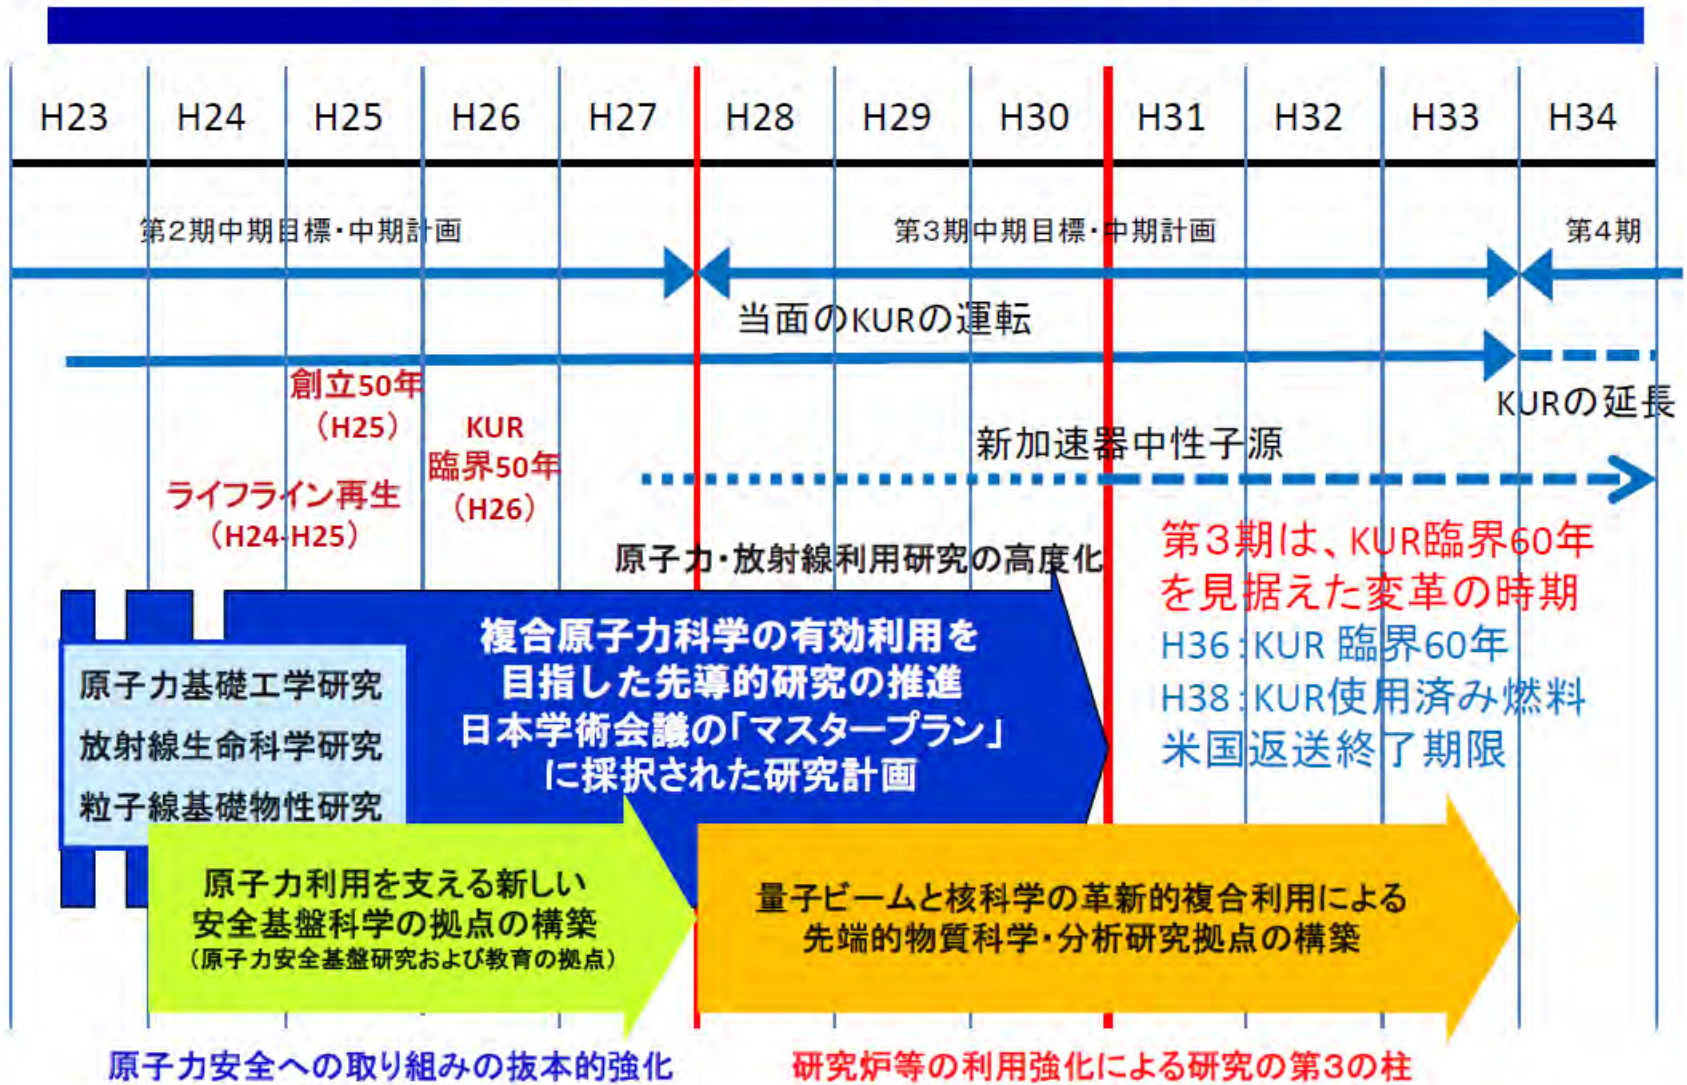 H23 H24 H25 H26 H27 H28 H29 H30 H31 H32 H33 H34
第2期中期目標・中期計画 第3期中期目標・中期計画 第4期
当面のKURの運転
KURの延長
創立50年
（H25）
KUR
臨界50年
（H26）
ライフライン再生
（H24-H25）
新加速器中性子源
原子力・放射線利用研究の高度化
第3期は、KUR臨界60年
を見据えた変革の時期
H36：KUR 臨界60年
H38：KUR使用済み燃料
米国返送終了期限
複合原子力科学の有効利用を
目指した先導的研究の推進
日本学術会議の「マスタープラン」
に採択された研究計画
原子力基礎工学研究
放射線生命科学研究
粒子線基礎物性研究
原子力利用を支える新しい
安全基盤科学の拠点の構築
（原子力安全基盤研究および教育の拠点）
量子ビームと核科学の革新的複合利用による
先端的物質科学・分析研究拠点の構築
原子力安全への取り組みの抜本的強化
研究炉等の利用強化による研究の第3の柱